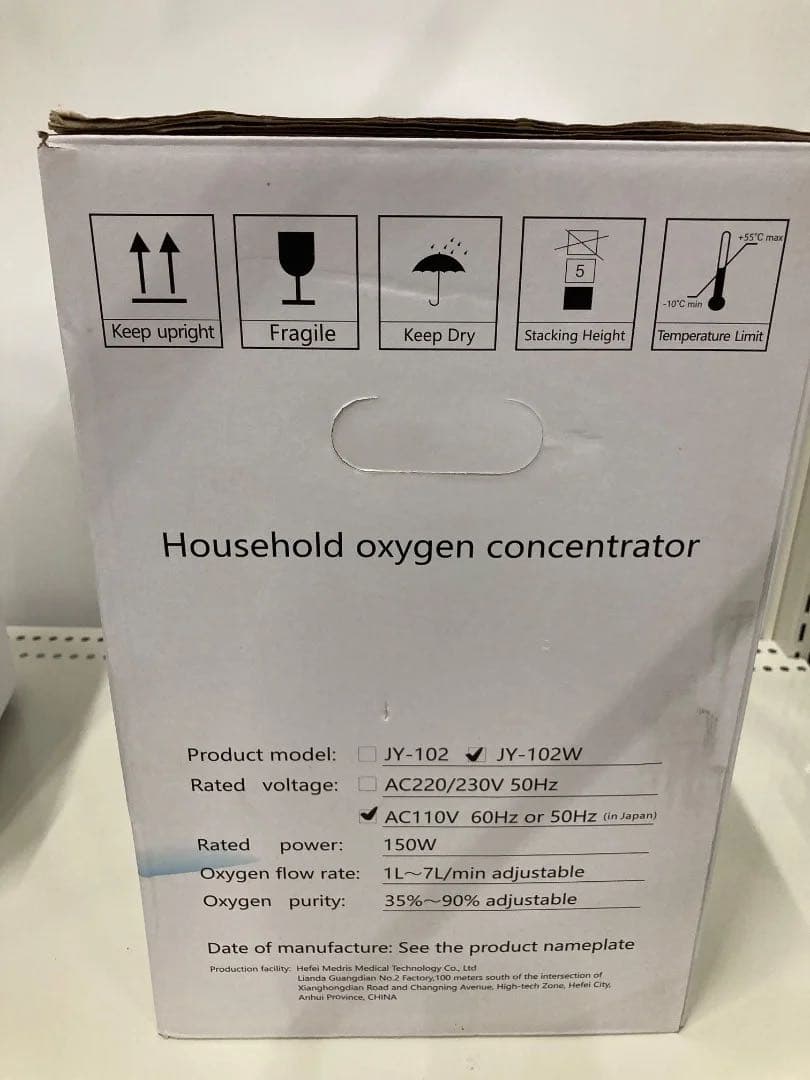 +55°C max
5
-10°C min
Keep upright
Fragile
Keep Dry
Stacking Height
Temperature Limit
Household oxygen concentrator
Product model: JY-102 JY-102W
Rated voltage: AC220/230V 50Hz
AC110V 60Hz or 50Hz (in Japan)
Rated power: 150W
Oxygen flow rate: 1L~7L/min adjustable
Oxygen purity: 35%~90% adjustable
Date of manufacture: See the product nameplate
Production facility: Hefei Medris Medical Technology Co., Ltd
Lianda Guangdian No.2 Factory,100 meters south of the intersection of
Xianghongdian Road and Changning Avenue, High-tech Zone, Hefei City,
Anhui Province, CHINA